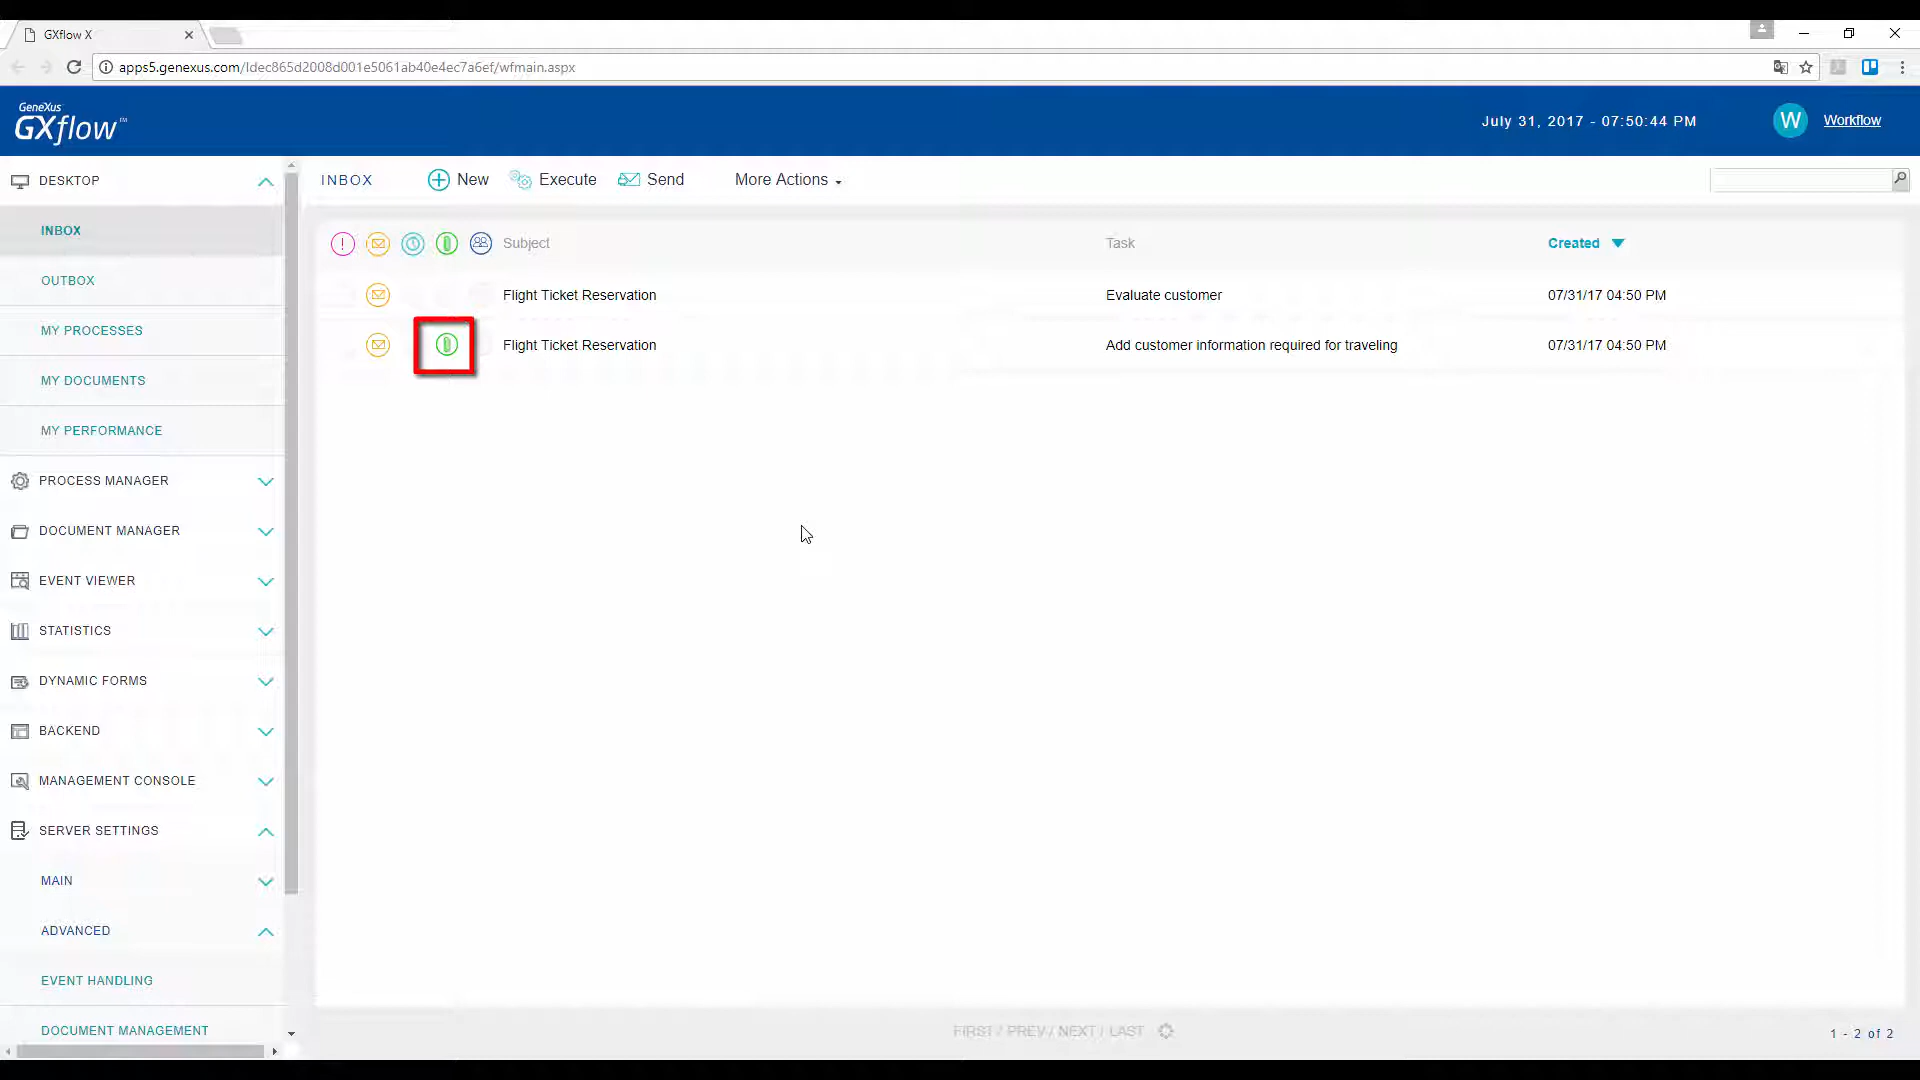 GXflow X
apps5.genexus.com/Idec865d2008d001e5061ab40e4ec7a6ef/wfmain.aspx
GeneXus
GXflow™
July 31, 2017 - 07:50:44 PM
W
Workflow
DESKTOP
INBOX
OUTBOX
MY PROCESSES
MY DOCUMENTS
MY PERFORMANCE
PROCESS MANAGER
DOCUMENT MANAGER
EVENT VIEWER
STATISTICS
DYNAMIC FORMS
BACKEND
MANAGEMENT CONSOLE
SERVER SETTINGS
MAIN
ADVANCED
EVENT HANDLING
DOCUMENT MANAGEMENT
INBOX New Execute Send More Actions
Subject Task Created
Flight Ticket Reservation Evaluate customer 07/31/17 04:50 PM
Flight Ticket Reservation Add customer information required for traveling 07/31/17 04:50 PM
FIRST / PREV / NEXT / LAST
1 - 2 of 2